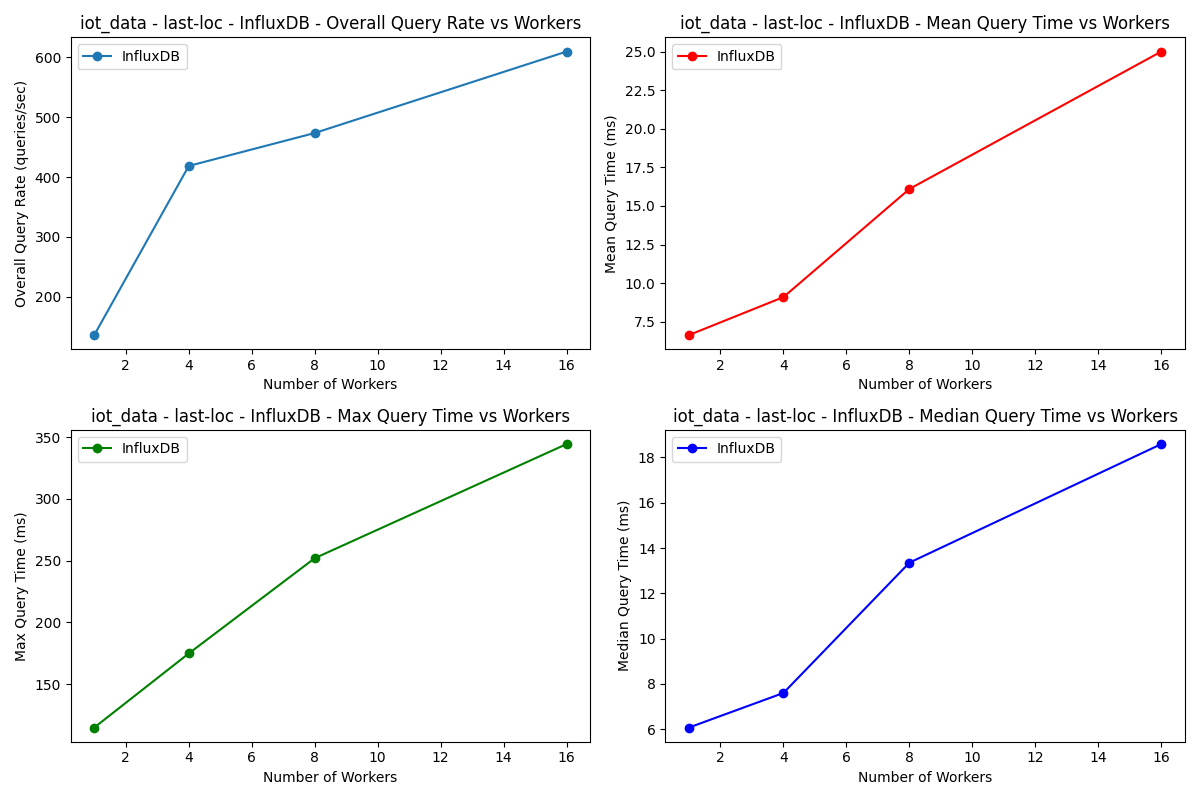 iot_data - last-loc - InfluxDB - Overall Query Rate vs Workers
InfluxDB
600
500
400
300
200
Overall Query Rate (queries/sec)
2 4 6 8 10 12 14 16
Number of Workers
iot_data - last-loc - InfluxDB - Mean Query Time vs Workers
InfluxDB
25.0
22.5
20.0
17.5
15.0
12.5
10.0
7.5
Mean Query Time (ms)
2 4 6 8 10 12 14 16
Number of Workers
iot_data - last-loc - InfluxDB - Max Query Time vs Workers
InfluxDB
350
300
250
200
150
Max Query Time (ms)
2 4 6 8 10 12 14 16
Number of Workers
iot_data - last-loc - InfluxDB - Median Query Time vs Workers
InfluxDB
18
16
14
12
10
8
6
Median Query Time (ms)
2 4 6 8 10 12 14 16
Number of Workers